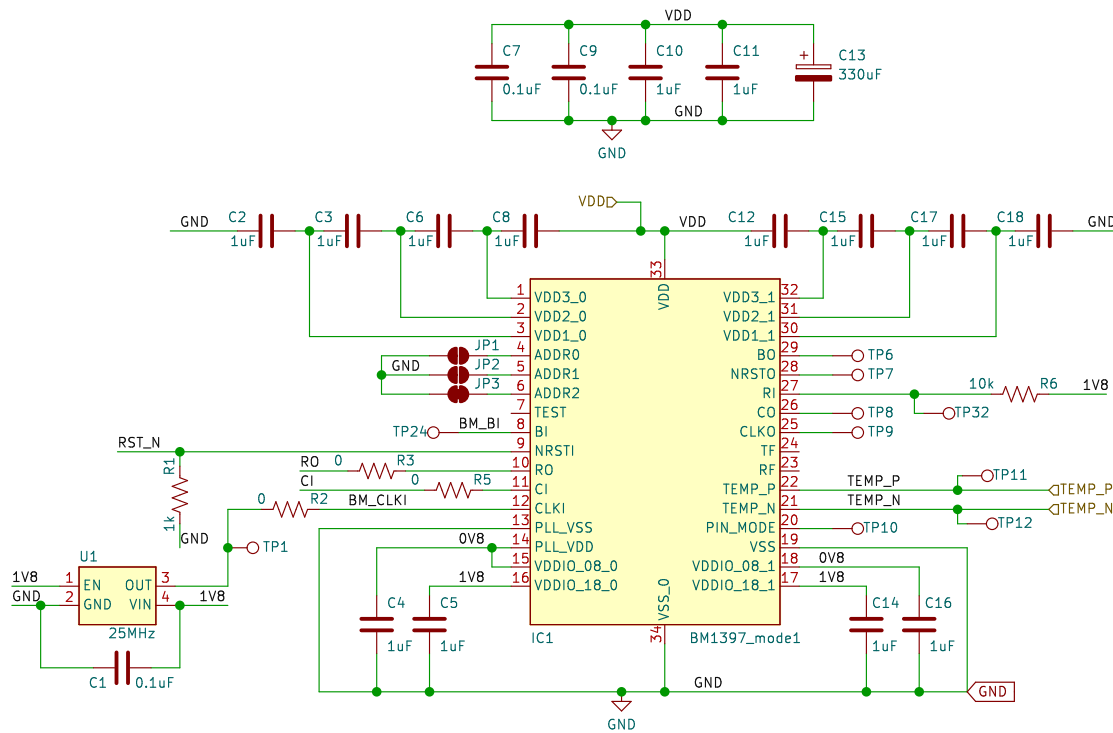 VDD
C7
C9
C10
C11
+
C13
330uF
0.1uF
0.1uF
1uF
1uF
GND
GND
VDD
GND
C2
C3
C6
C8
VDD
C12
C15
C17
C18
GND
1uF
1uF
1uF
1uF
1uF
1uF
1uF
1uF
33
VDD
1
VDD3_0
VDD3_1
32
2
VDD2_0
VDD2_1
31
3
VDD1_0
VDD1_1
30
JP1
4
ADDR0
BO
29
TP6
GND
JP2
5
ADDR1
NRSTO
28
TP7
JP3
6
ADDR2
RI
27
10k
R6
1V8
7
TEST
CO
26
TP8
TP32
TP24
BM_BI
8
BI
CLKO
25
TP9
RST_N
9
NRSTI
TF
24
RO
0
R3
10
RO
RF
23
R1
1k
GND
CI
0
R5
11
CI
TEMP_P
22
TEMP_P
TP11
TEMP_P
0
R2
BM_CLKI
12
CLKI
TEMP_N
21
TEMP_N
TEMP_N
13
PLL_VSS
PIN_MODE
20
TP10
TP12
TP1
0V8
14
PLL_VDD
VSS
19
15
VDDIO_08_0
VDDIO_08_1
18
0V8
1V8
16
VDDIO_18_0
VDDIO_18_1
17
1V8
U1
1V8
1
EN
OUT
3
GND
2
GND
VIN
4
1V8
25MHz
C1
0.1uF
C4
C5
1uF
1uF
VSS_0
34
IC1
BM1397_mode1
C14
C16
1uF
1uF
GND
GND
GND